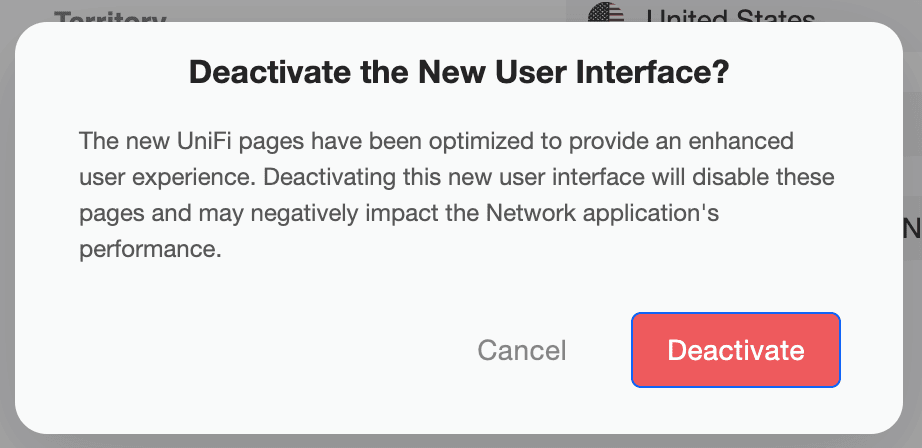 Territory
United States
Deactivate the New User Interface?
The new UniFi pages have been optimized to provide an enhanced
user experience. Deactivating this new user interface will disable these
pages and may negatively impact the Network application's
performance.
Cancel
Deactivate